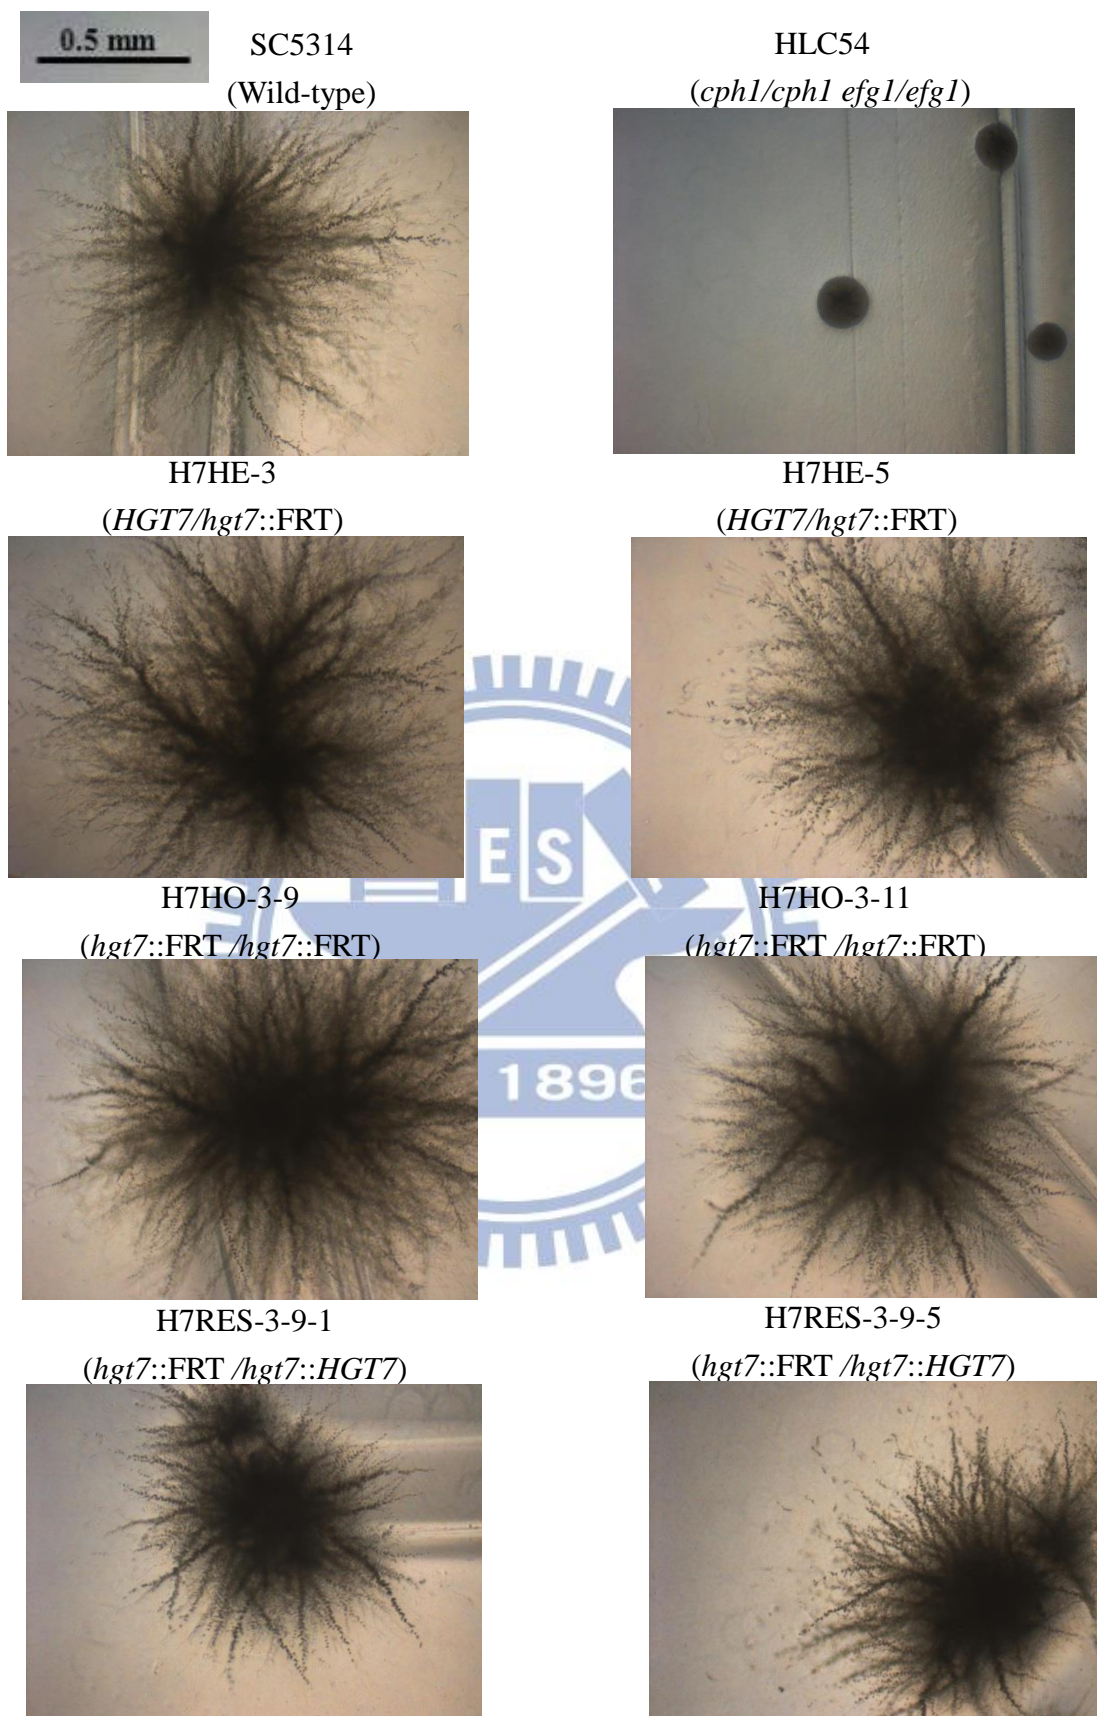 0.5 mm
SC5314
(Wild-type)
HLC54
(cph1/cph1 efg1/efg1)
H7HE-3
(HGT7/hgt7::FRT)
H7HE-5
(HGT7/hgt7::FRT)
ES
H7HO-3-9
(hgt7::FRT /hgt7::FRT)
H7HO-3-11
(hgt7::FRT /hgt7::FRT)
1896
H7RES-3-9-1
(hgt7::FRT /hgt7::HGT7)
H7RES-3-9-5
(hgt7::FRT /hgt7::HGT7)